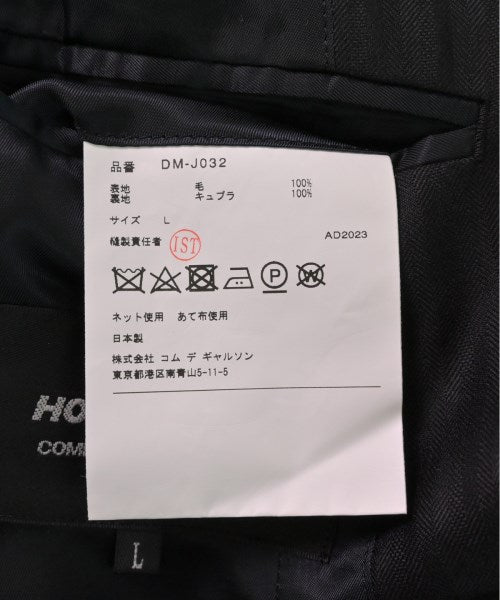 品番 DM-J032
表地 毛 100%
裏地 キュプラ 100%
サイズ L
縫製責任者 IST AD2023
P W
ネット使用 あて布使用
日本製
株式会社 コム デ ギャルソン
東京都港区南青山5-11-5
HO
COM
L